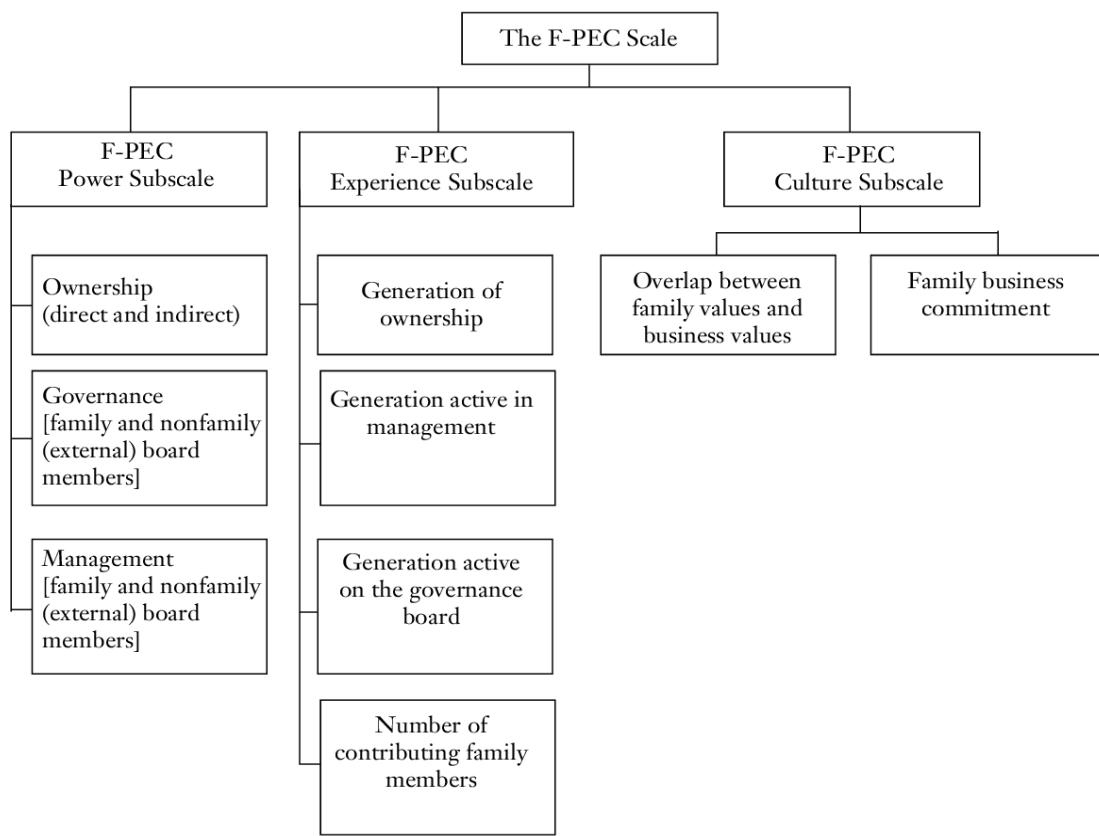 The F-PEC Scale
F-PEC
Power Subscale
F-PEC
Experience Subscale
F-PEC
Culture Subscale
Ownership
(direct and indirect)
Governance
[family and nonfamily
(external) board
members]
Management
[family and nonfamily
(external) board
members]
Generation of
ownership
Generation active in
management
Generation active
on the governance
board
Number of
contributing family
members
Overlap between
family values and
business values
Family business
commitment